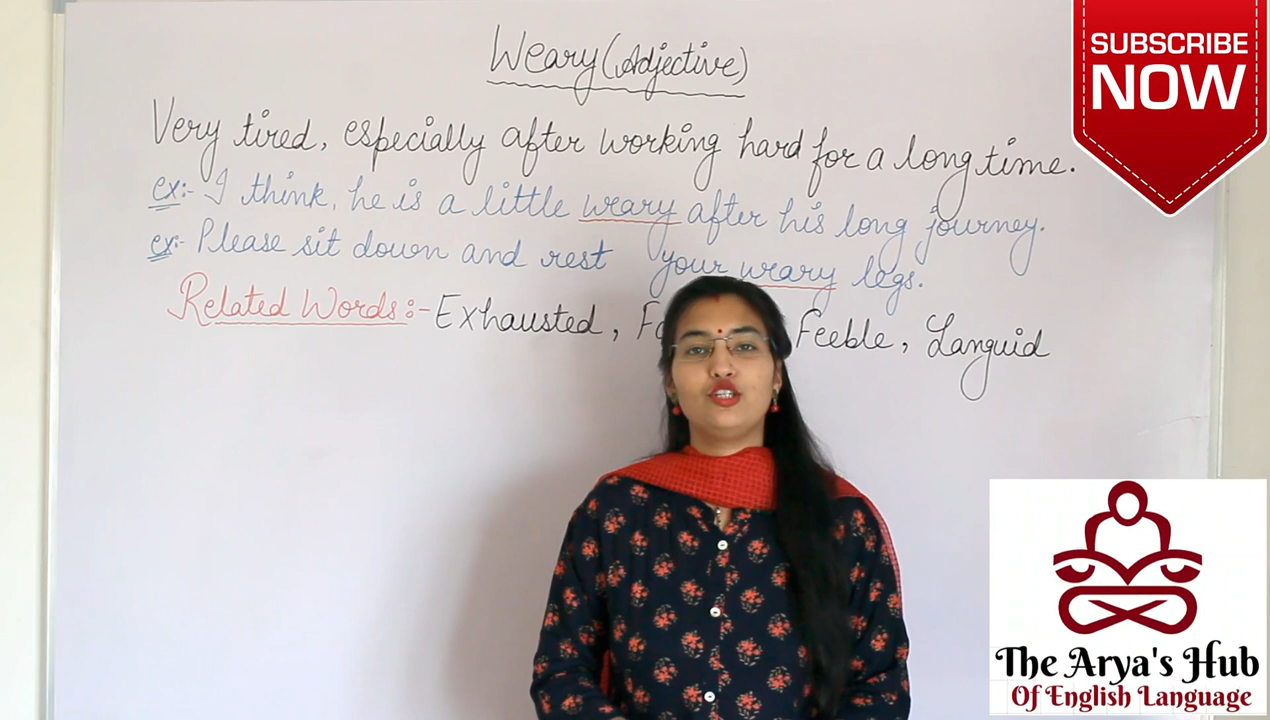 Weary (Adjective)
Very tired, especially after working hard for a long time.
ex:- I think, he is a little weary after his long journey.
ex:- Please sit down and rest your weary legs.
Related Words:- Exhausted, Feeble, Languid
SUBSCRIBE
NOW
The Arya's Hub
Of English Language